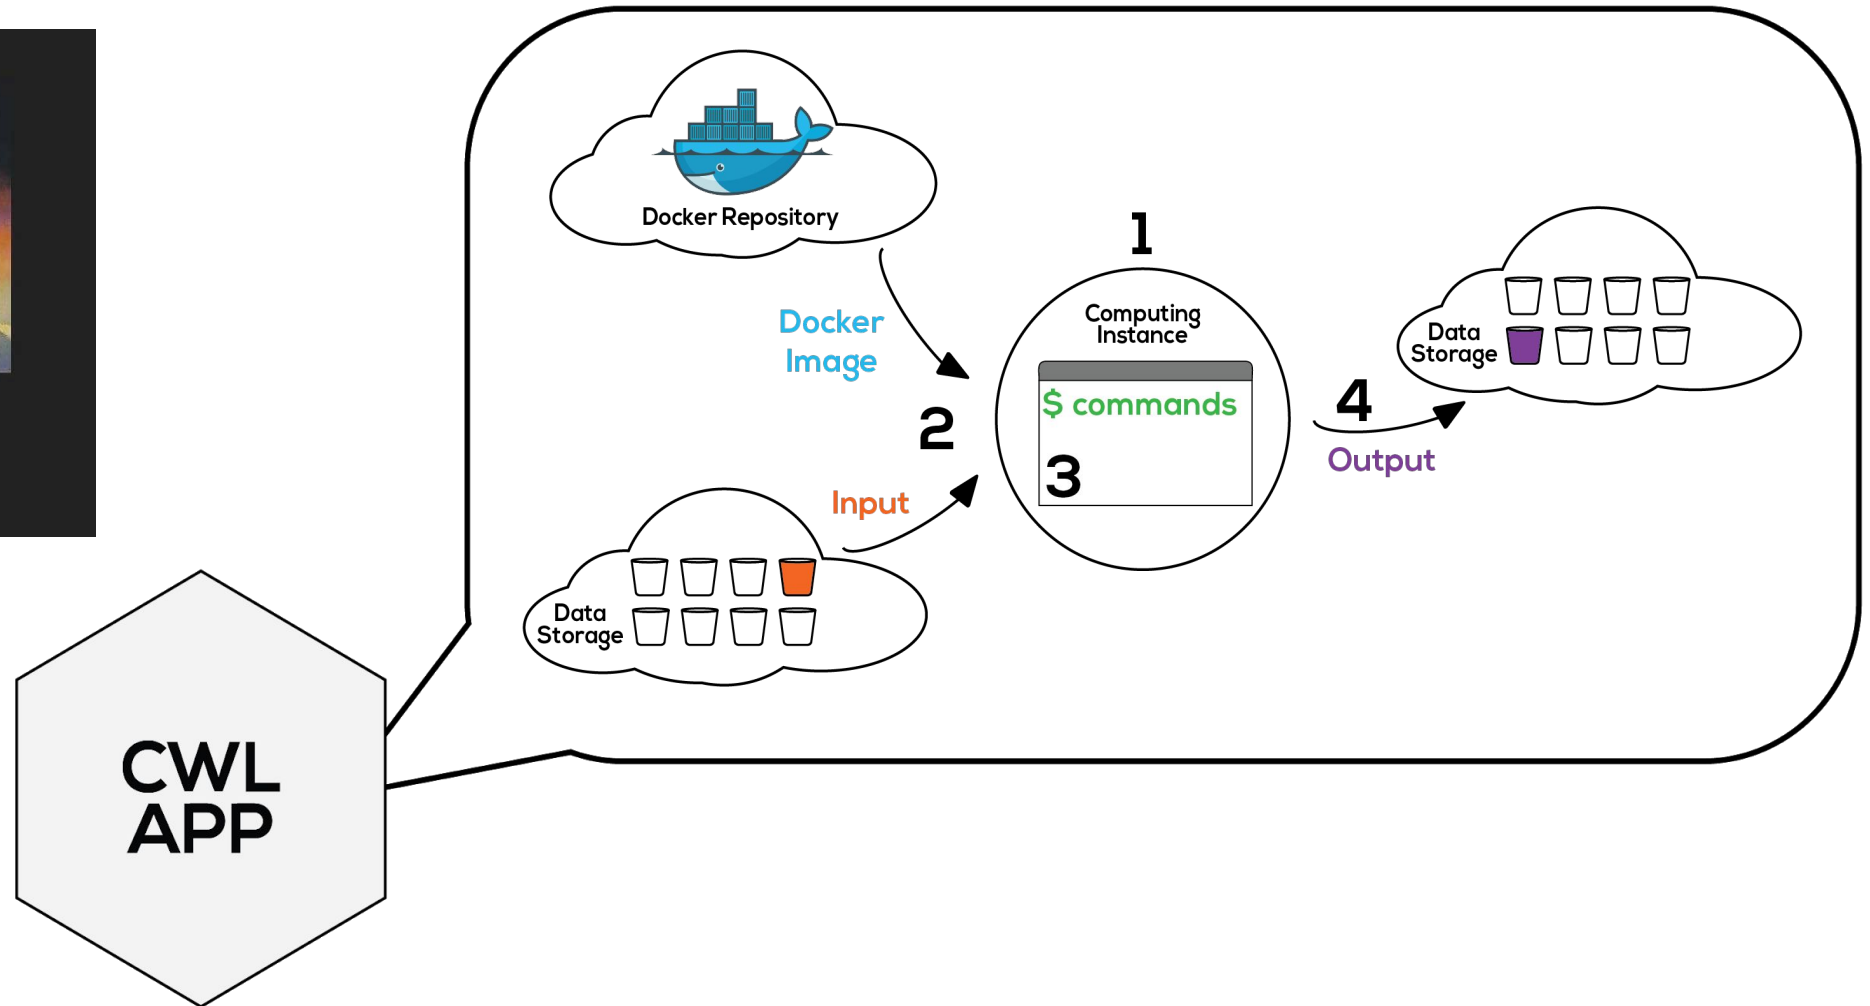 Docker Repository
1
Computing
Instance
Docker
Image
Data
Storage
$ commands
2
4
3
Output
Input
Data
Storage
CWL
APP